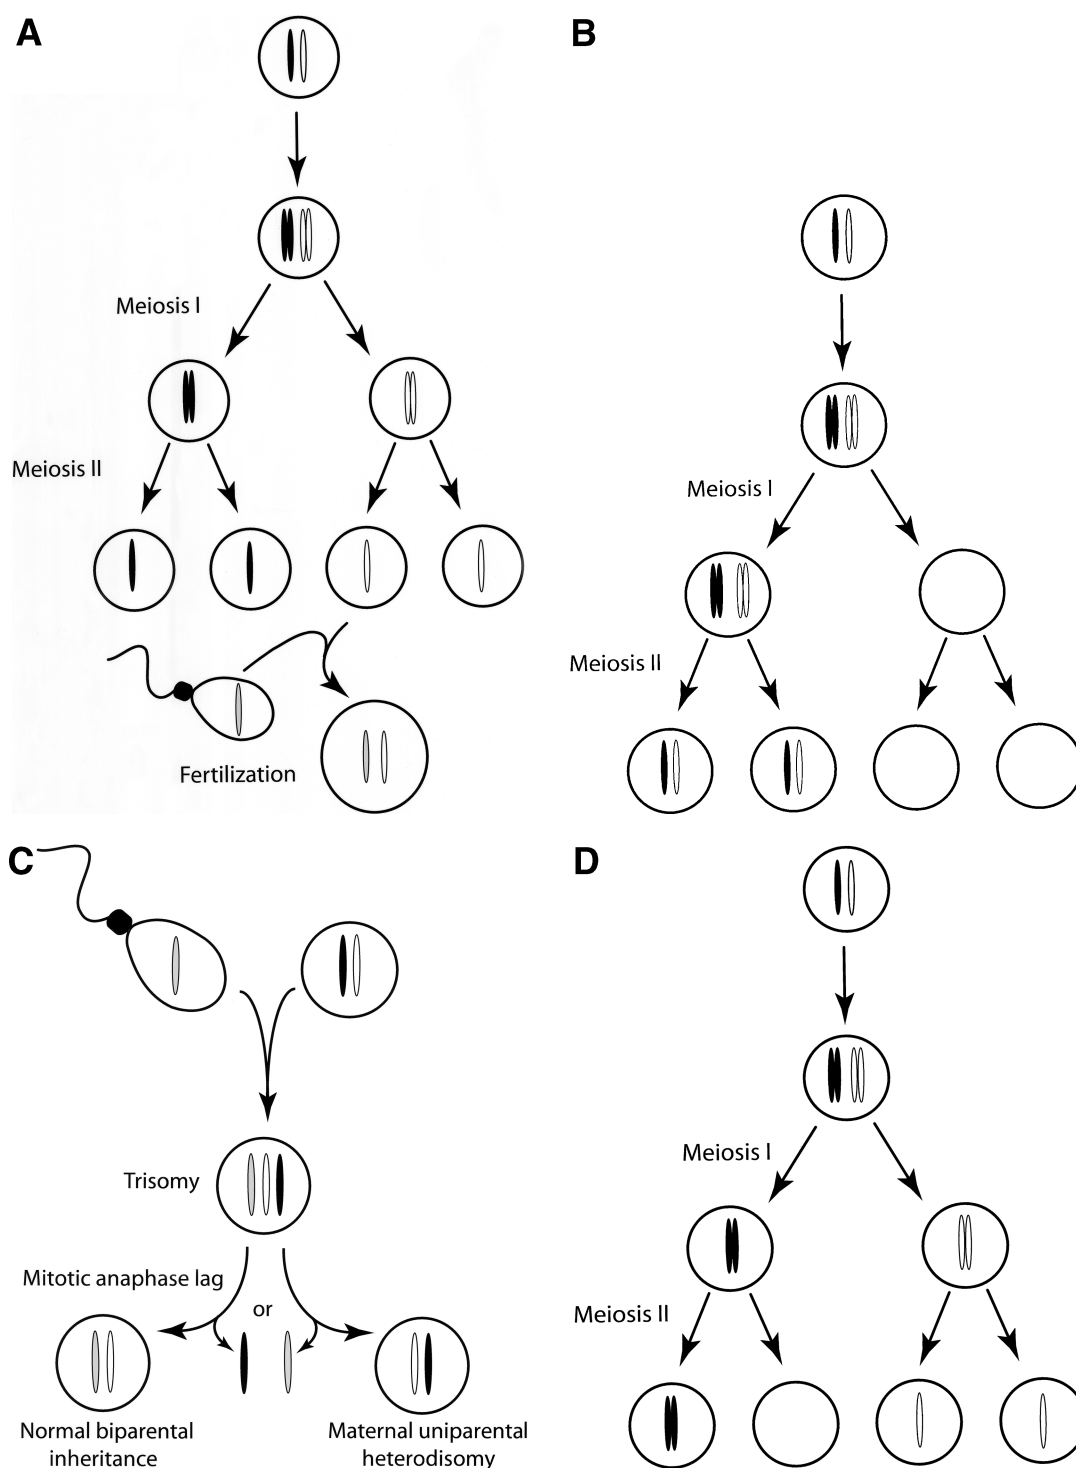 A
Meiosis I
Meiosis II
Fertilization
B
Meiosis I
Meiosis II
C
Trisomy
Mitotic anaphase lag
or
Normal biparental
inheritance
Maternal uniparental
heterodisomy
D
Meiosis I
Meiosis II